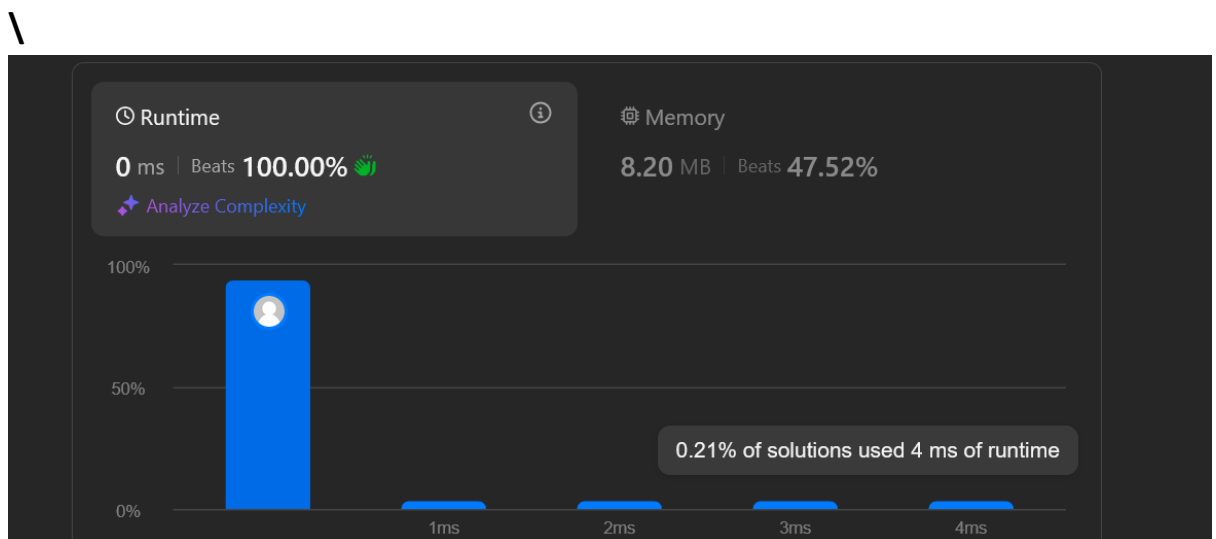 \
Runtime
Memory
0 ms | Beats 100.00%
8.20 MB | Beats 47.52%
Analyze Complexity
100%
50%
0.21% of solutions used 4 ms of runtime
0%
1ms 2ms 3ms 4ms